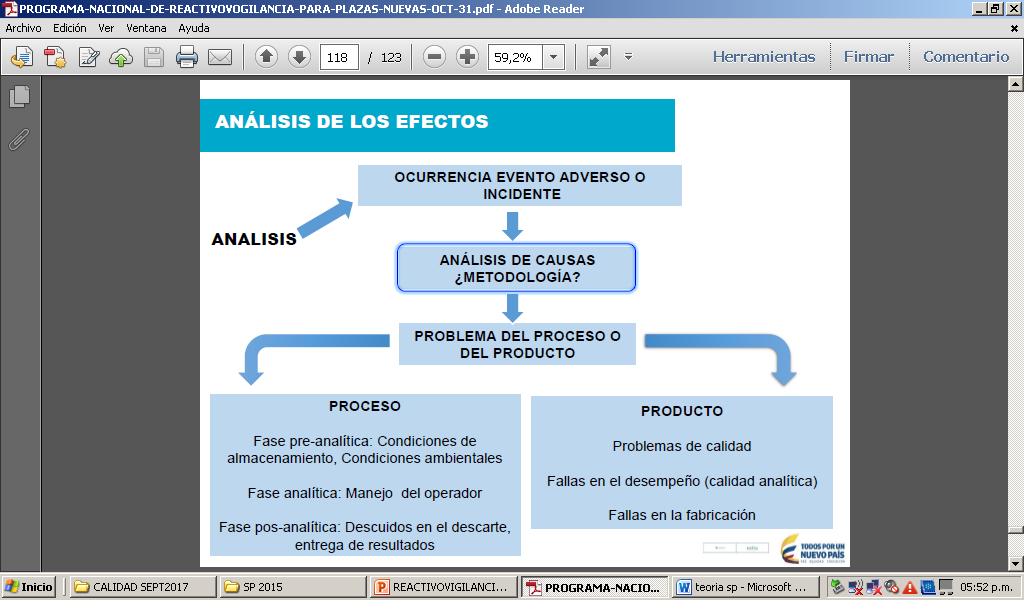 PROGRAMA-NACIONAL-DE-REACTIVOVOGILANCIA-PARA-PLAZAS-NUEVAS-OCT-31.pdf - Adobe Reader
Archivo Edición Ver Ventana Ayuda
118 / 123 59,2% Herramientas Firmar Comentario
ANÁLISIS DE LOS EFECTOS
OCURRENCIA EVENTO ADVERSO O
INCIDENTE
ANALISIS
ANÁLISIS DE CAUSAS
¿METODOLOGÍA?
PROBLEMA DEL PROCESO O
DEL PRODUCTO
PROCESO
Fase pre-analítica: Condiciones de
almacenamiento, Condiciones ambientales
Fase analítica: Manejo del operador
Fase pos-analítica: Descuidos en el descarte,
entrega de resultados
PRODUCTO
Problemas de calidad
Fallas en el desempeño (calidad analítica)
Fallas en la fabricación
TODOS POR UN
NUEVO PAÍS
Inicio CALIDAD SEPT2017 SP 2015 REACTIVOVIGILANCI... PROGRAMA-NACIO... teoria sp - Microsoft ... 05:52 p.m.